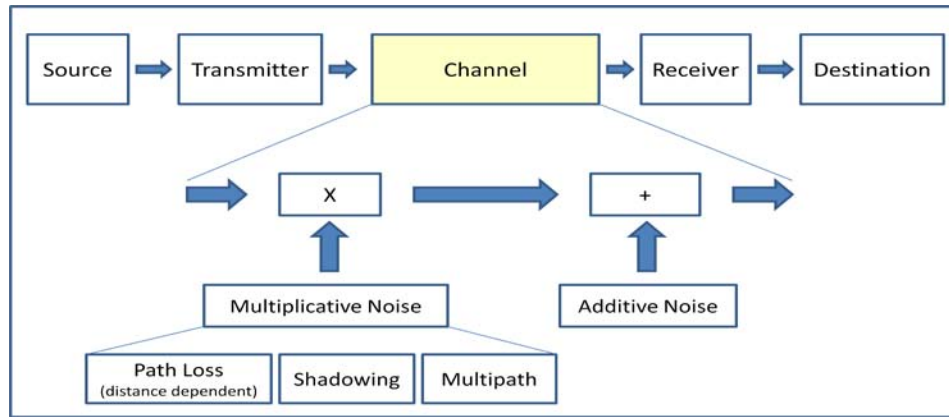 Source
Transmitter
Channel
Receiver
Destination
X
+
Multiplicative Noise
Additive Noise
Path Loss
(distance dependent)
Shadowing
Multipath